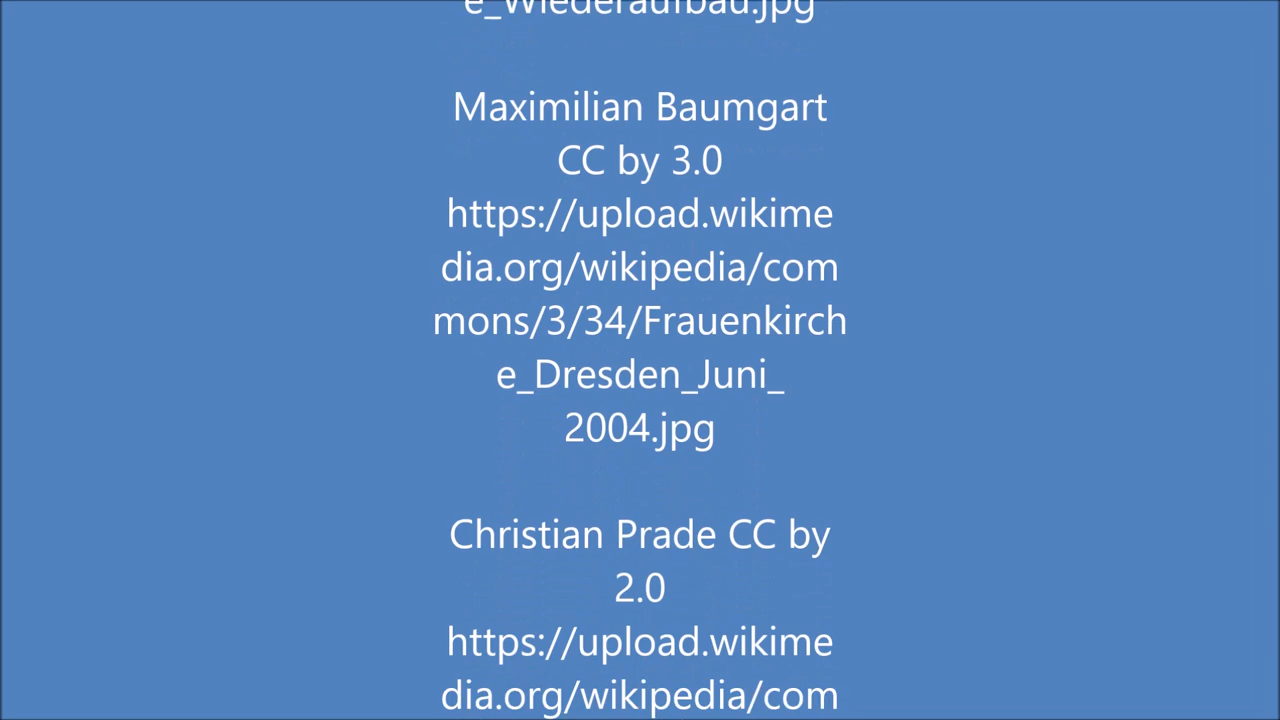 e_Wiederaufbau.jpg
Maximilian Baumgart
CC by 3.0
https://upload.wikime
dia.org/wikipedia/com
mons/3/34/Frauenkirch
e_Dresden_Juni_
2004.jpg
Christian Prade CC by
2.0
https://upload.wikime
dia.org/wikipedia/com